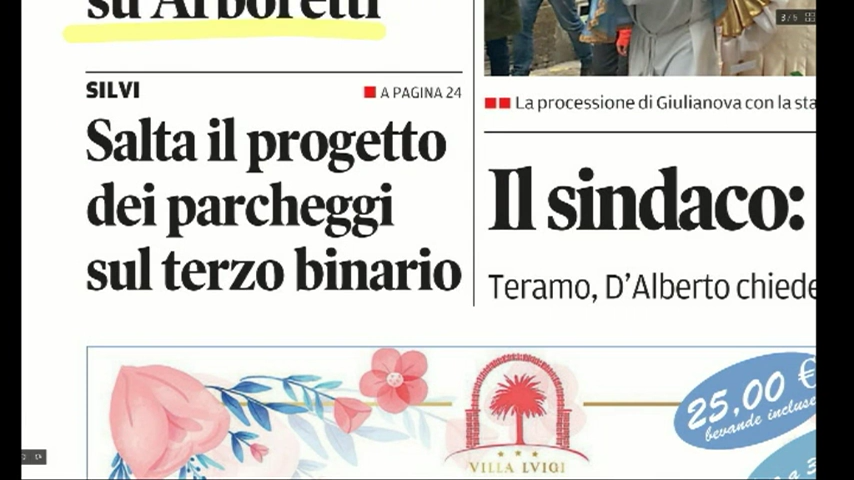 su Arboretti
SILVI
A PAGINA 24
Salta il progetto
dei parcheggi
sul terzo binario
La processione di Giulianova con la sta
Il sindaco:
Teramo, D'Alberto chiede
25,00 €
bevande incluse
VILLA LVIGI